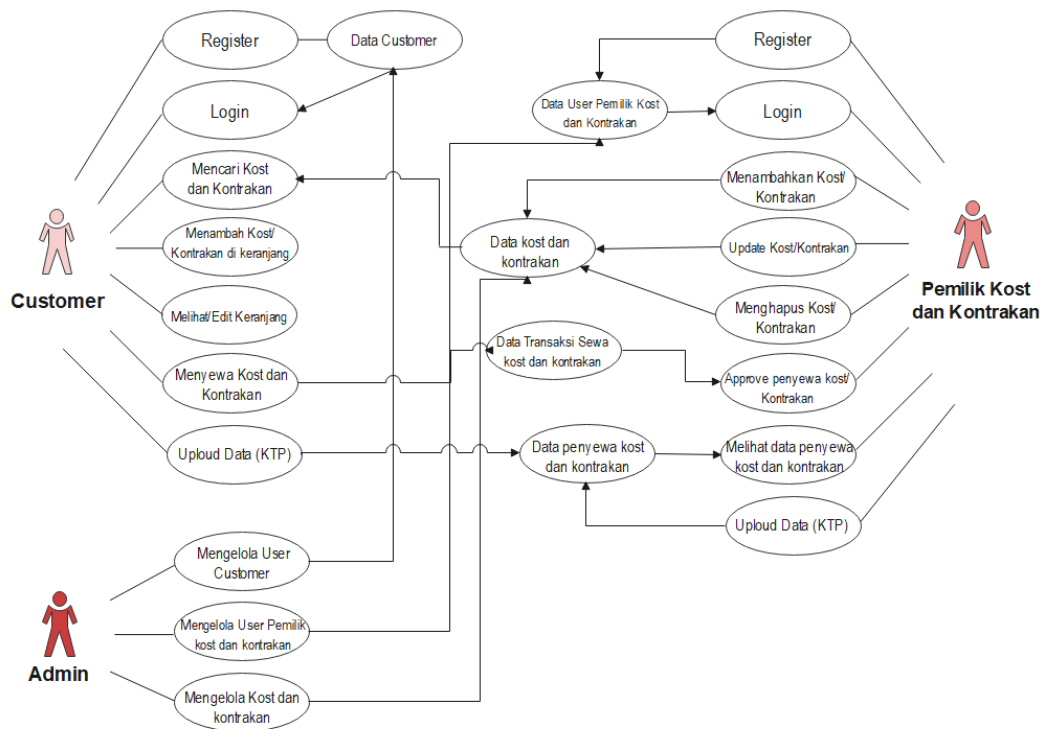 Register
Data Customer
Register
Login
Data User Pemilik Kost
dan Kontrakan
Login
Mencari Kost
dan Kontrakan
Menambahkan Kost/
Kontrakan
Menambah Kost/
Kontrakan di keranjang
Data kost dan
kontrakan
Update Kost/Kontrakan
Customer
Pemilik Kost
dan Kontrakan
Melihat/Edit Keranjang
Menghapus Kost/
Kontrakan
Data Transaksi Sewa
kost dan kontrakan
Menyewa Kost dan
Kontrakan
Approve penyewa kost/
Kontrakan
Uploud Data (KTP)
Data penyewa kost
dan kontrakan
Melihat data penyewa
kost dan kontrakan
Uploud Data (KTP)
Mengelola User
Customer
Mengelola User Pemilik
kost dan kontrakan
Admin
Mengelola Kost dan
kontrakan